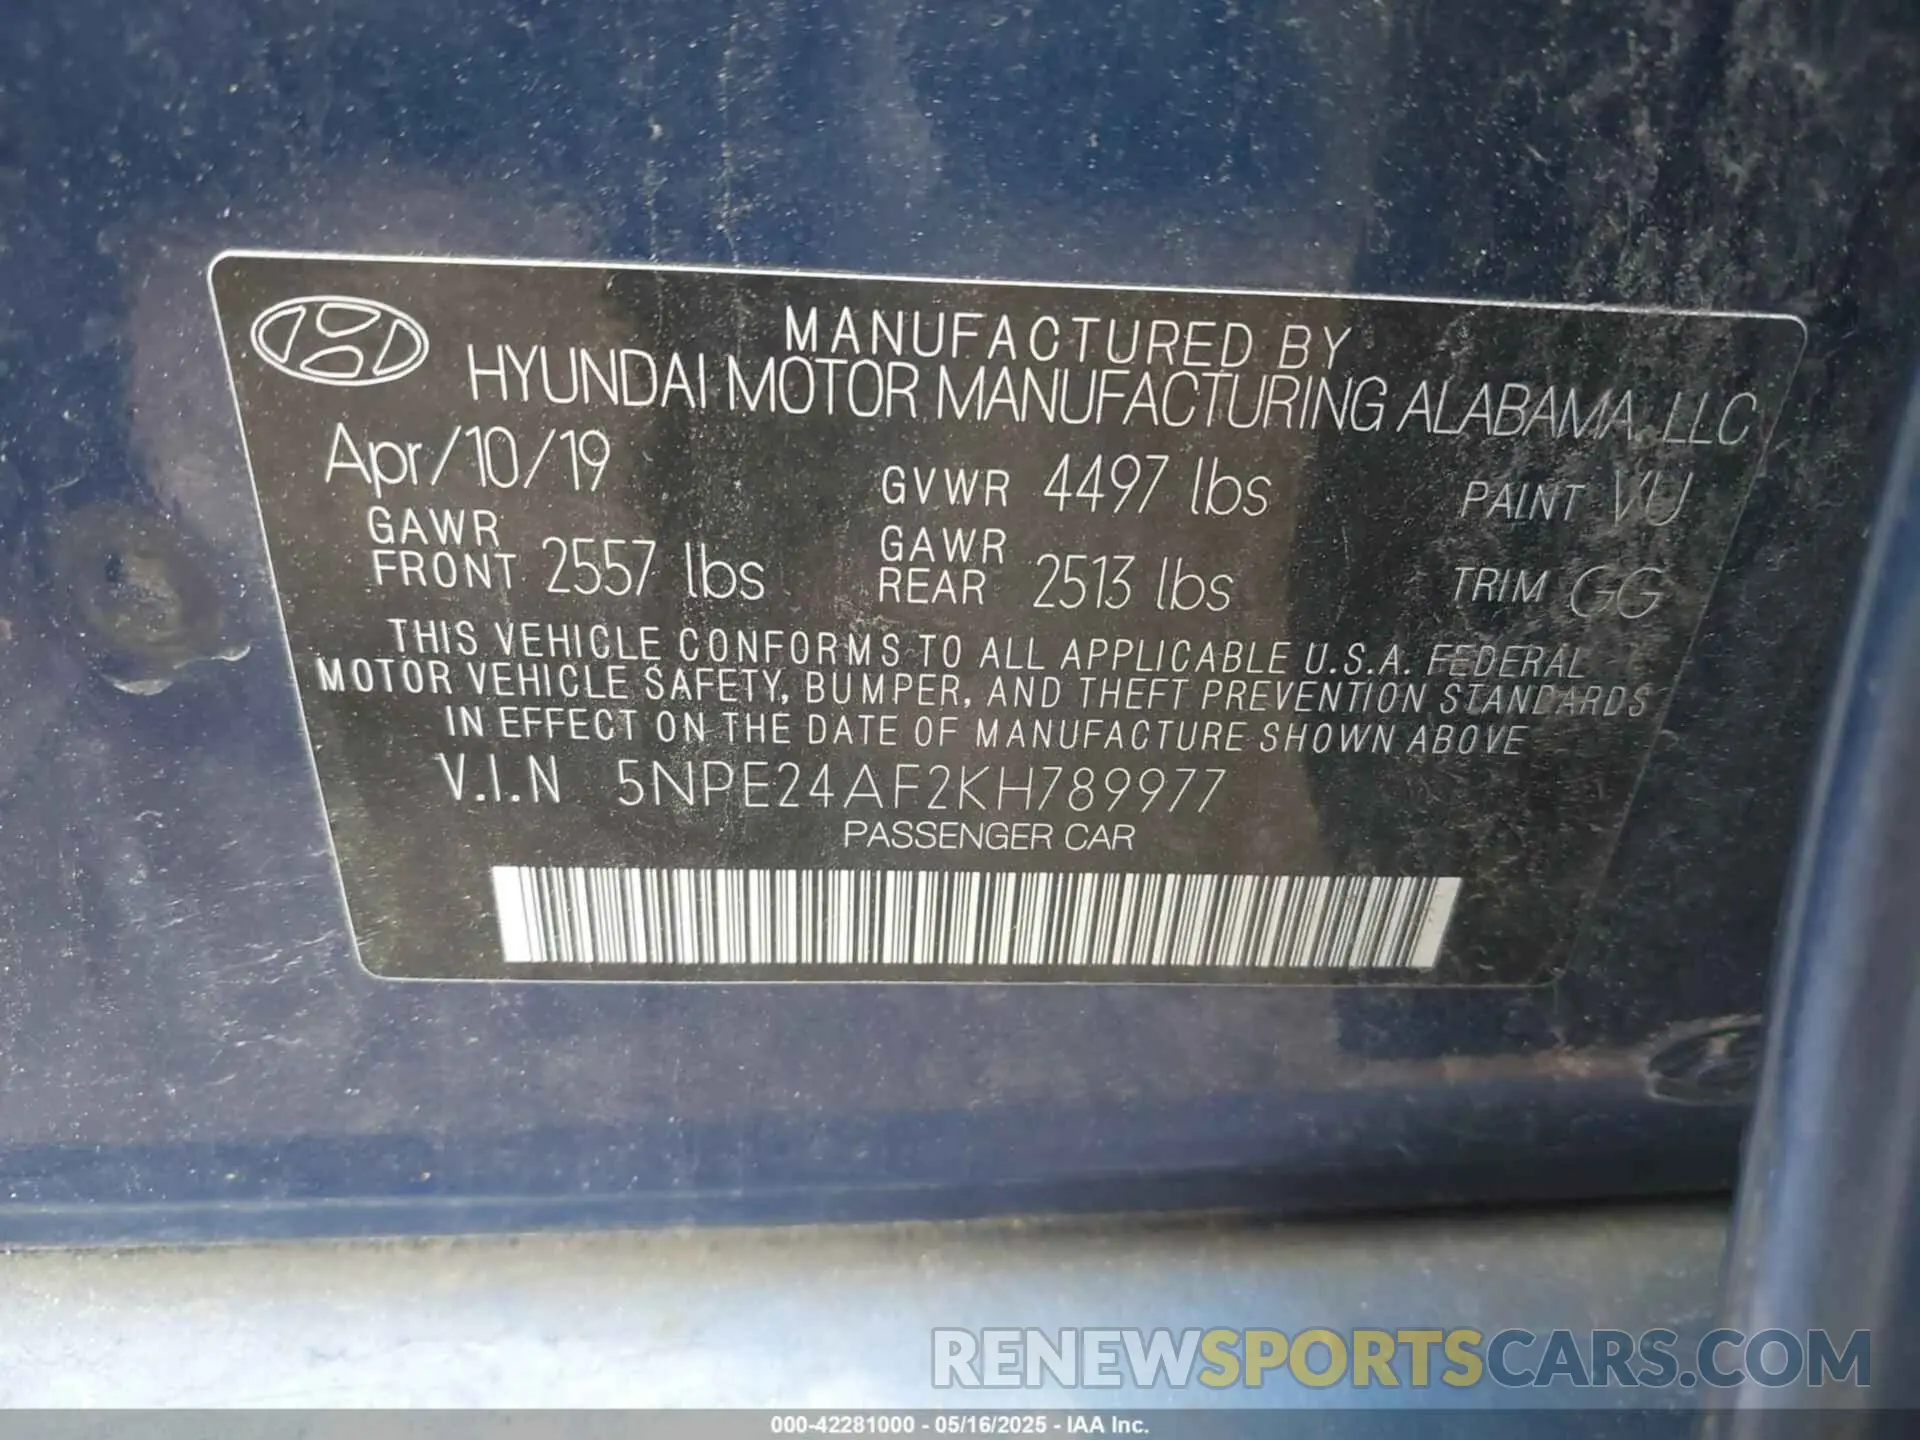 MANUFACTURED BY
HYUNDAI MOTOR MANUFACTURING ALABAMA, LLC
Apr/10/19 GVWR 4497 lbs PAINT VU
GAWR FRONT 2557 lbs GAWR REAR 2513 lbs TRIM GG
THIS VEHICLE CONFORMS TO ALL APPLICABLE U.S.A. FEDERAL
MOTOR VEHICLE SAFETY, BUMPER, AND THEFT PREVENTION STANDARDS
IN EFFECT ON THE DATE OF MANUFACTURE SHOWN ABOVE
V.I.N 5NPE24AF2KH789977
PASSENGER CAR
RENEWSPORTSCARS.COM
000-42281000 - 05/16/2025 - IAA Inc.